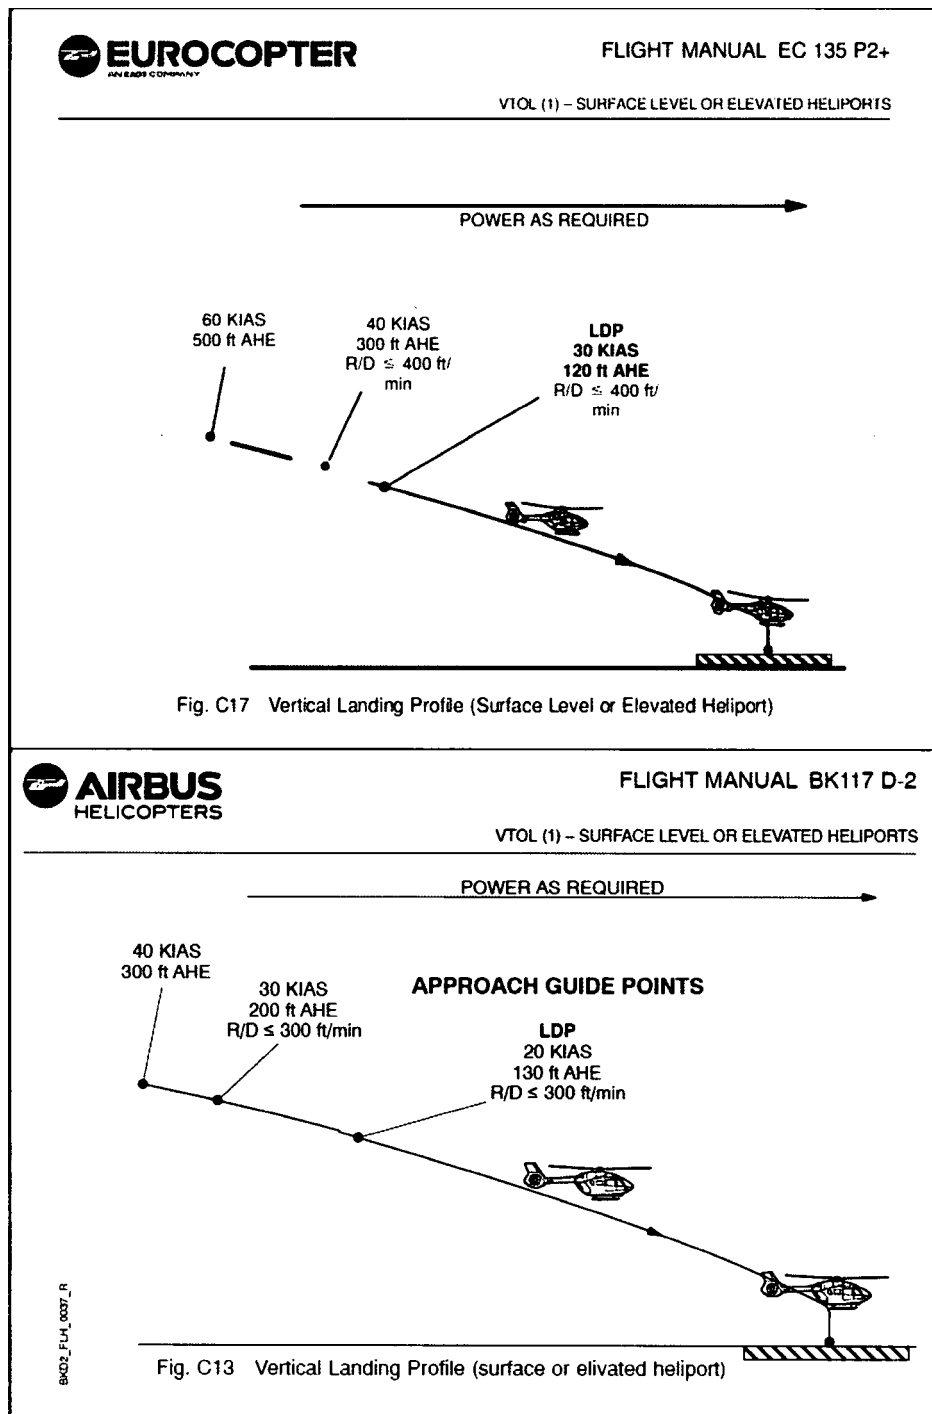 EUROCOPTER
AN EADS COMPANY
FLIGHT MANUAL EC 135 P2+
VTOL (1) – SURFACE LEVEL OR ELEVATED HELIPORTS
POWER AS REQUIRED
60 KIAS
500 ft AHE
40 KIAS
300 ft AHE
R/D ≤ 400 ft/
min
LDP
30 KIAS
120 ft AHE
R/D ≤ 400 ft/
min
Fig. C17 Vertical Landing Profile (Surface Level or Elevated Heliport)
AIRBUS
HELICOPTERS
FLIGHT MANUAL BK117 D-2
VTOL (1) – SURFACE LEVEL OR ELEVATED HELIPORTS
POWER AS REQUIRED
40 KIAS
300 ft AHE
30 KIAS
200 ft AHE
R/D ≤ 300 ft/min
APPROACH GUIDE POINTS
LDP
20 KIAS
130 ft AHE
R/D ≤ 300 ft/min
BKD2_FLH_0037_R
Fig. C13 Vertical Landing Profile (surface or elivated heliport)